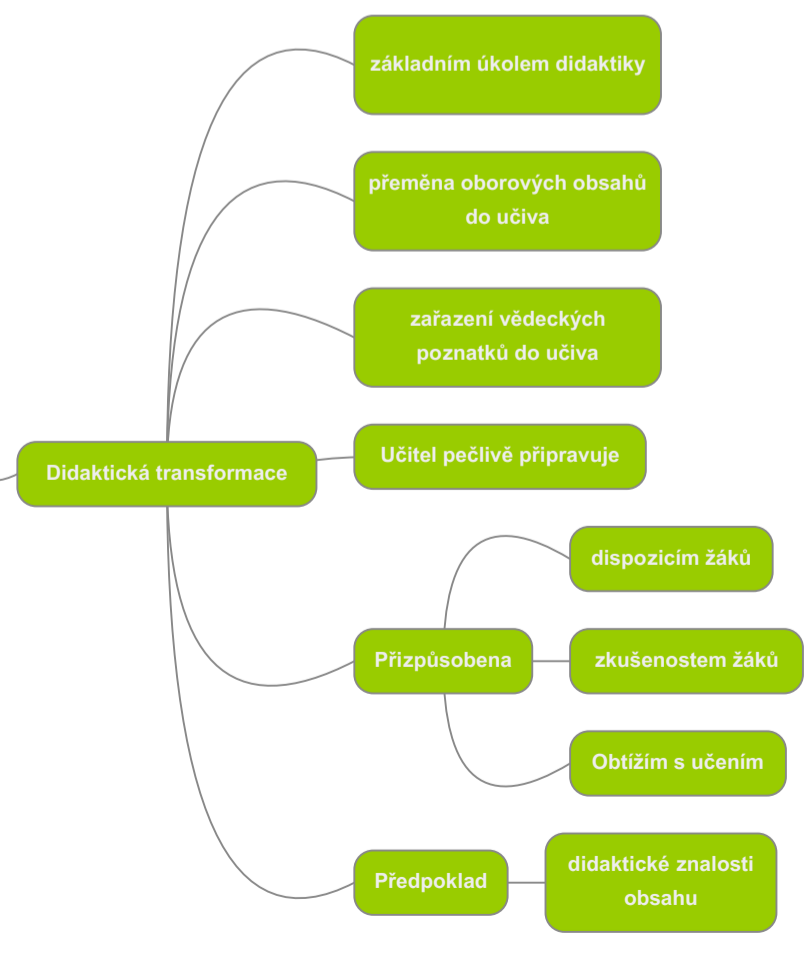 základním úkolem didaktiky
přeměna oborových obsahů
do učiva
zařazení vědeckých
poznatků do učiva
Didaktická transformace
Učitel pečlivě připravuje
dispozicím žáků
Přizpůsobena
zkušenostem žáků
Obtížím s učením
Předpoklad
didaktické znalosti
obsahu